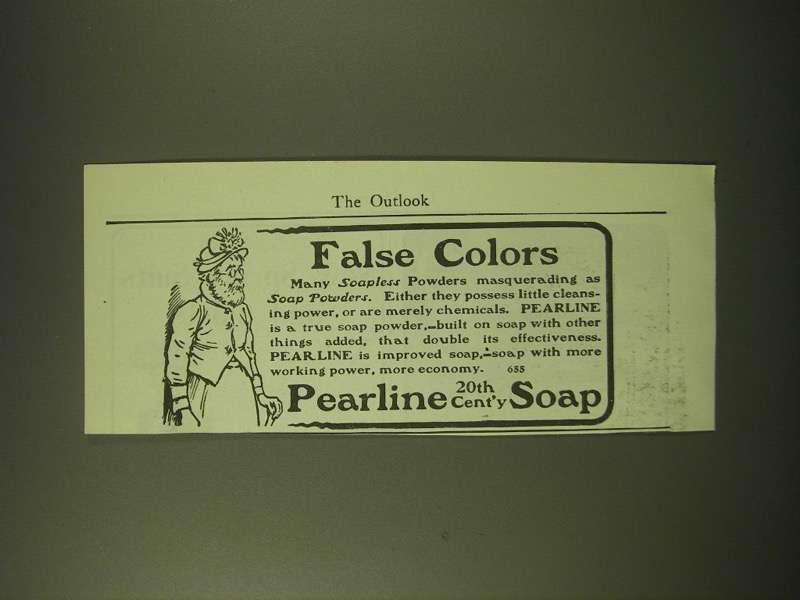 The Outlook
False Colors
Many Soapless Powders masquerading as
Soap Powders. Either they possess little cleans-
ing power, or are merely chemicals. PEARLINE
is a true soap powder,—built on soap with other
things added, that double its effectiveness.
PEARLINE is improved soap,—soap with more
working power, more economy. 655
Pearline 20th Cent'y Soap